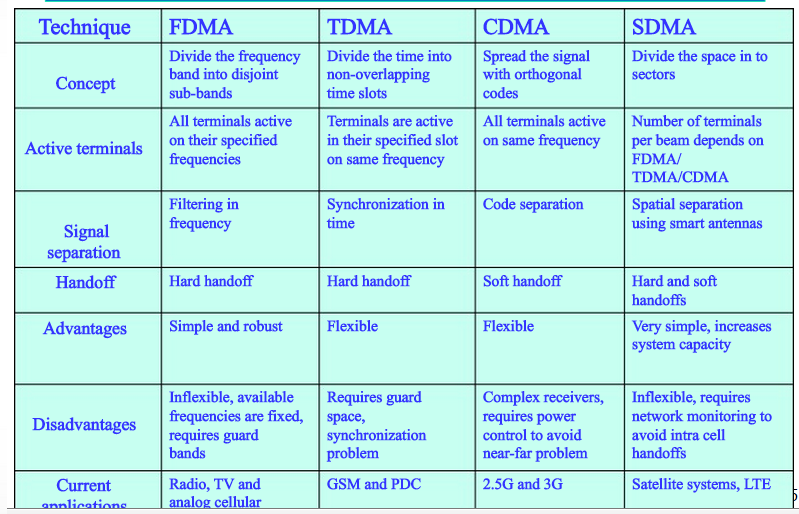 Technique FDMA TDMA CDMA SDMA
Concept
Divide the frequency
band into disjoint
sub-bands
Divide the time into
non-overlapping
time slots
Spread the signal
with orthogonal
codes
Divide the space in to
sectors
Active terminals
All terminals active
on their specified
frequencies
Terminals are active
in their specified slot
on same frequency
All terminals active
on same frequency
Number of terminals
per beam depends on
FDMA/
TDMA/CDMA
Signal
separation
Filtering in
frequency
Synchronization in
time
Code separation
Spatial separation
using smart antennas
Handoff
Hard handoff
Hard handoff
Soft handoff
Hard and soft
handoffs
Advantages
Simple and robust
Flexible
Flexible
Very simple, increases
system capacity
Disadvantages
Inflexible, available
frequencies are fixed,
requires guard
bands
Requires guard
space,
synchronization
problem
Complex receivers,
requires power
control to avoid
near-far problem
Inflexible, requires
network monitoring to
avoid intra cell
handoffs
Current
applications
Radio, TV and
analog cellular
GSM and PDC
2.5G and 3G
Satellite systems, LTE
5